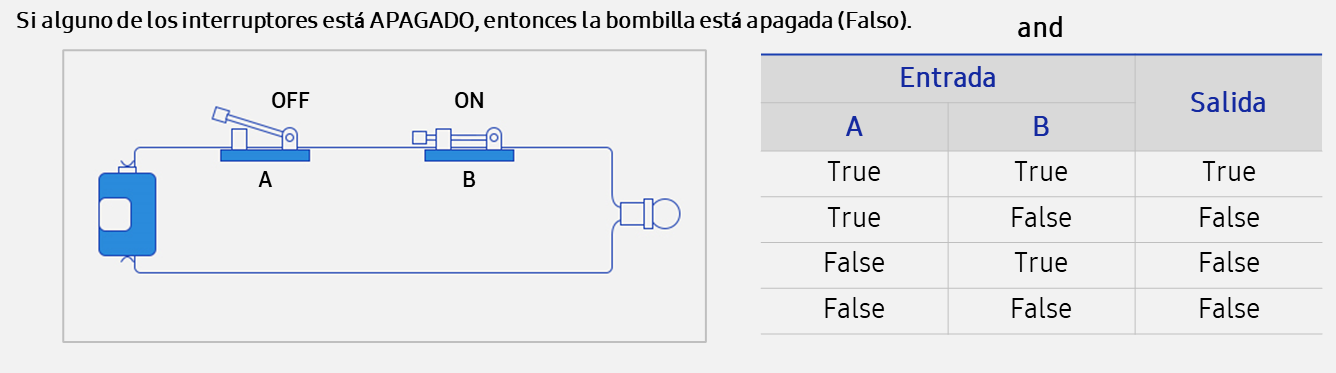 Si alguno de los interruptores está APAGADO, entonces la bombilla está apagada (Falso).
and
OFF ON
A B
Entrada Salida
A B
True True True
True False False
False True False
False False False